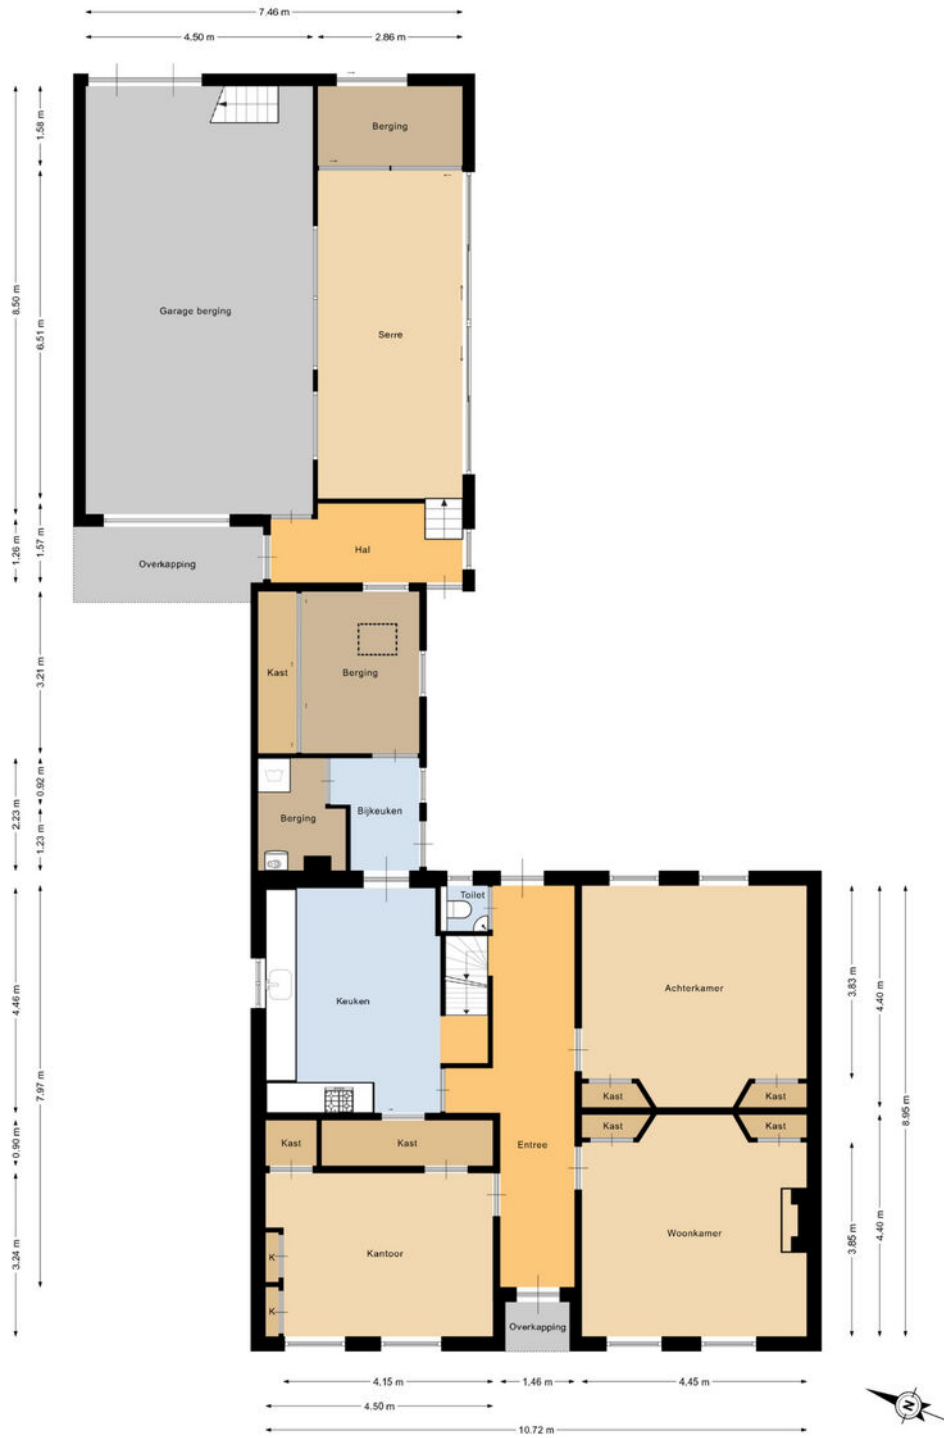 7.46 m
4.50 m
2.86 m
8.50 m
1.58 m
6.51 m
1.26 m
1.57 m
Berging
Garage berging
Serre
Hal
Overkapping
3.21 m
Kast
Berging
2.23 m
0.92 m
1.23 m
Berging
Bijkeuken
Toilet
4.46 m
7.97 m
0.90 m
3.24 m
Keuken
Achterkamer
3.83 m
4.40 m
8.95 m
Kast
Kast
Kast
Kast
Kast
Kast
Entree
Woonkamer
3.85 m
4.40 m
Kantoor
K
K
Overkapping
4.15 m
1.46 m
4.45 m
4.50 m
10.72 m
N